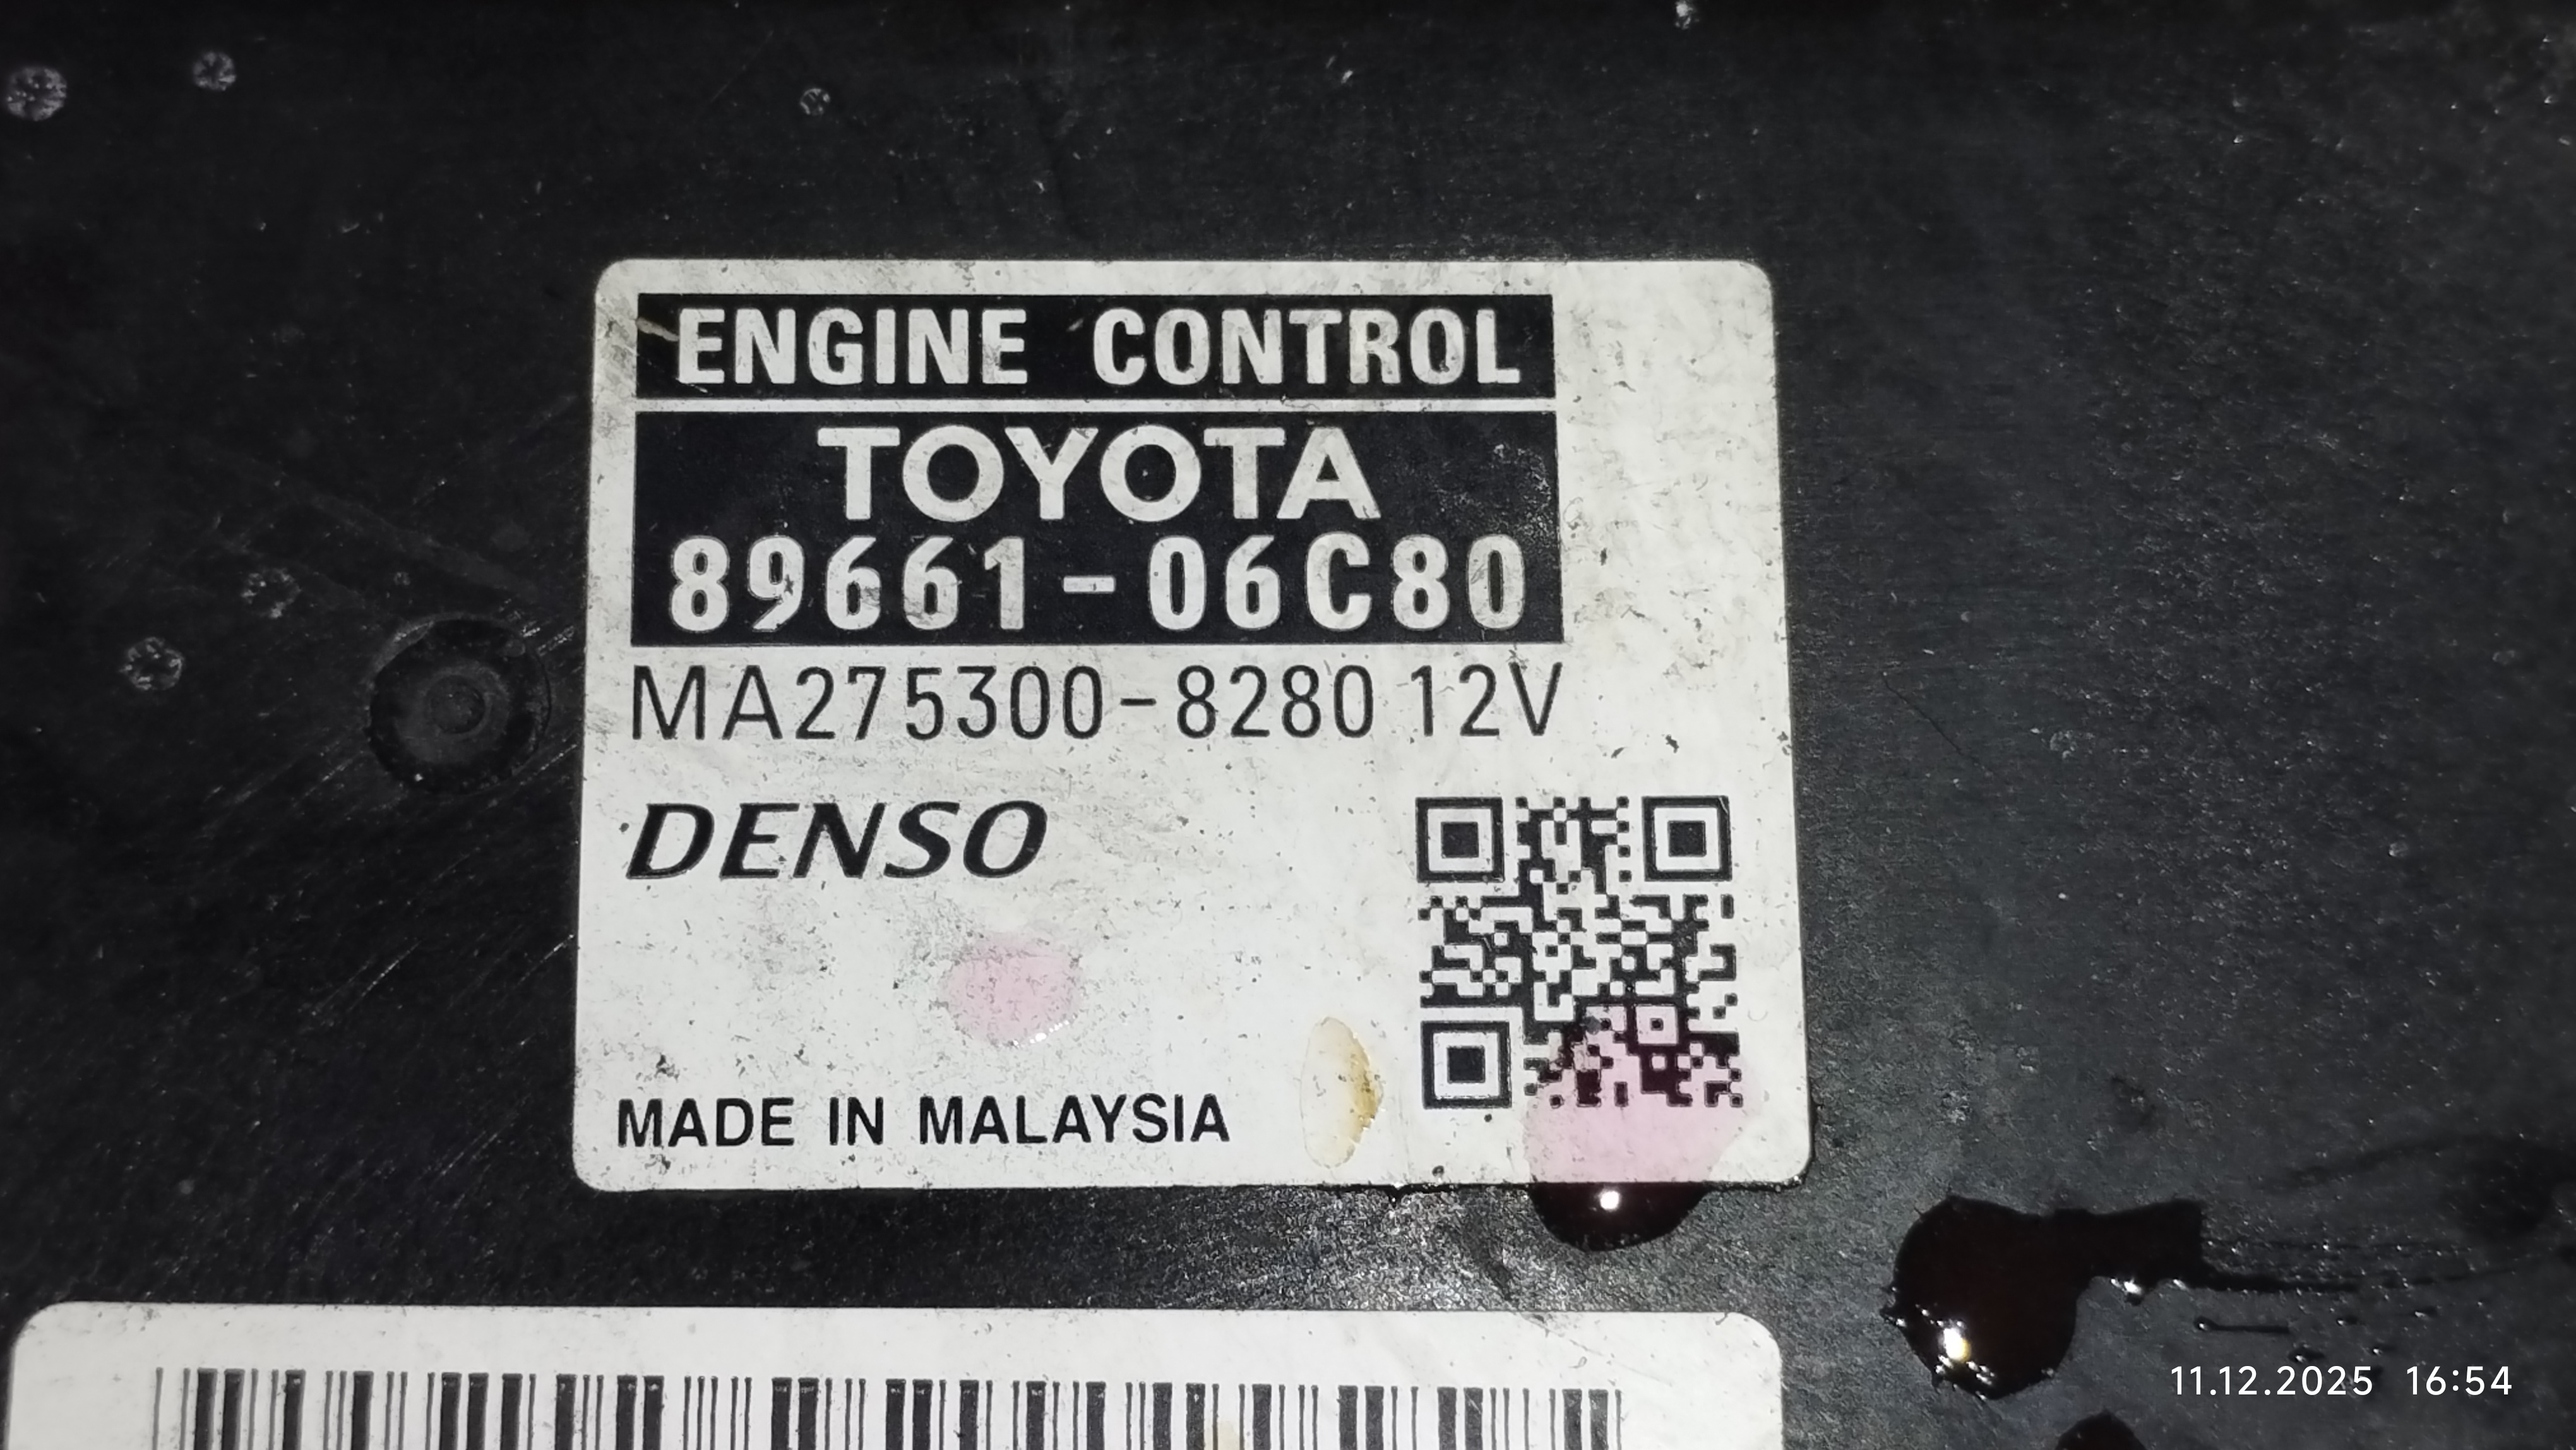 ENGINE CONTROL
TOYOTA
89661-06C80
MA275300-8280 12V
DENSO
MADE IN MALAYSIA
11.12.2025 16:54